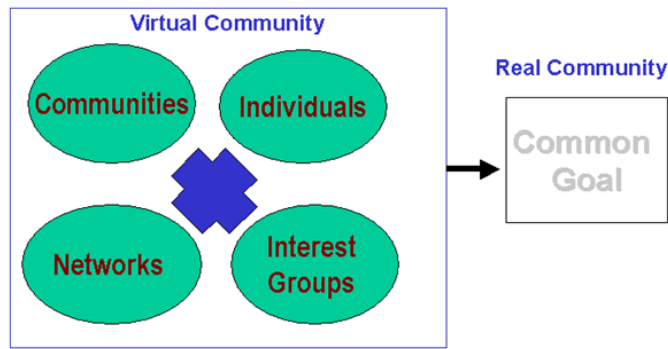 Virtual Community
Communities
Individuals
Networks
Interest
Groups
Real Community
Common
Goal